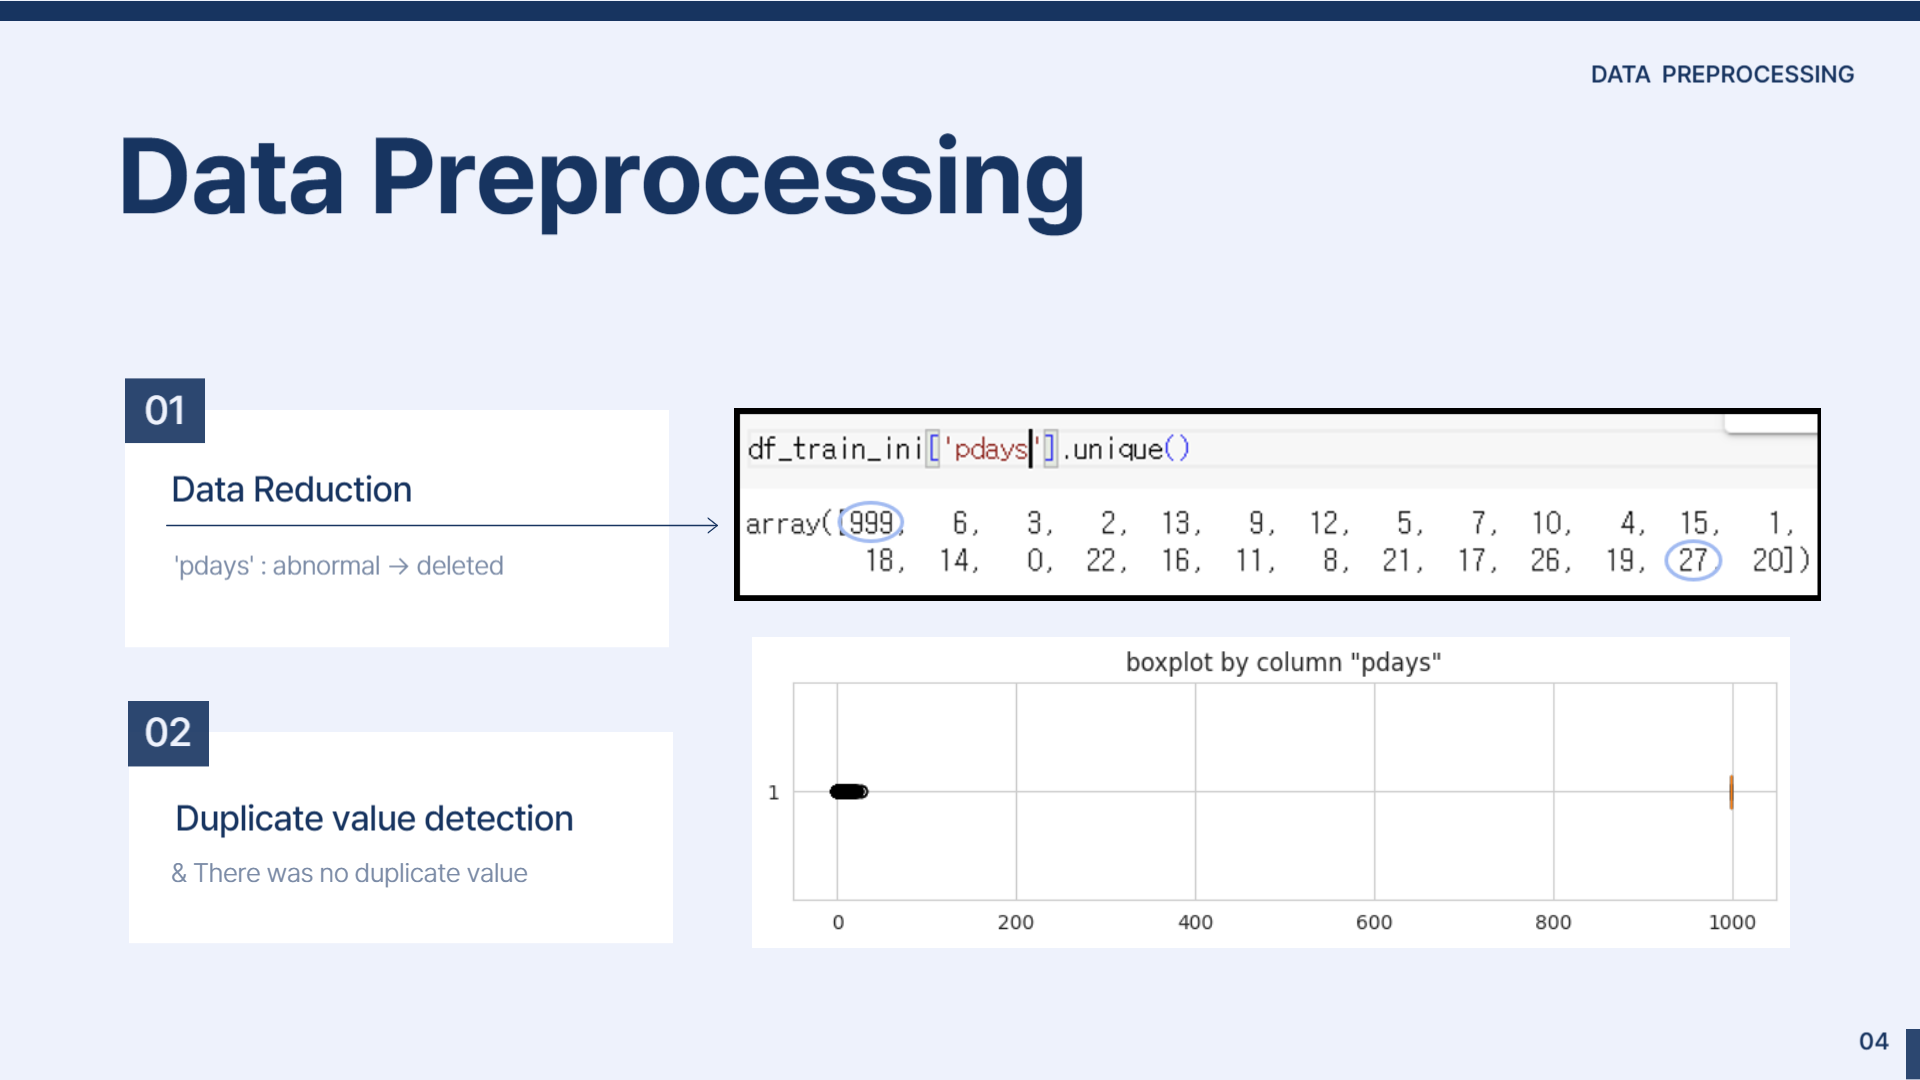 DATA PREPROCESSING
Data Preprocessing
01
Data Reduction
'pdays' : abnormal → deleted
df_train_ini['pdays'].unique()
array([999, 6, 3, 2, 13, 9, 12, 5, 7, 10, 4, 15, 1,
18, 14, 0, 22, 16, 11, 8, 21, 17, 26, 19, 27, 20])
02
Duplicate value detection
& There was no duplicate value
boxplot by column "pdays"
1
0 200 400 600 800 1000
04